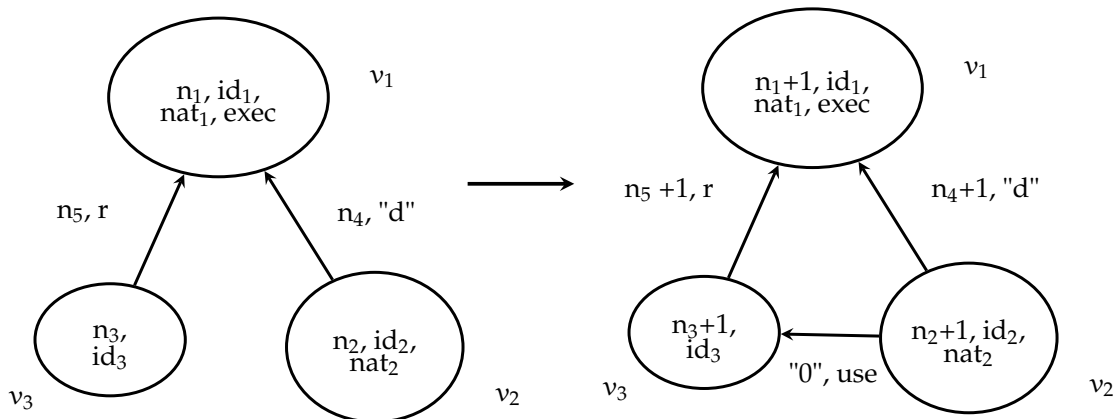 n₁, id₁,
nat₁, exec
v₁
n₅, r
n₄, "d"
n₃,
id₃
v₃
n₂, id₂,
nat₂
v₂
n₁+1, id₁,
nat₁, exec
v₁
n₅ +1, r
n₄+1, "d"
n₃+1,
id₃
v₃
"0", use
n₂+1, id₂,
nat₂
v₂